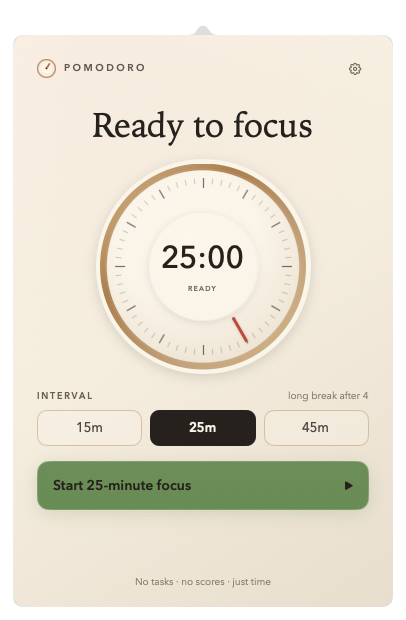 POMODORO
Ready to focus
25:00
READY
INTERVAL long break after 4
15m 25m 45m
Start 25-minute focus
No tasks · no scores · just time